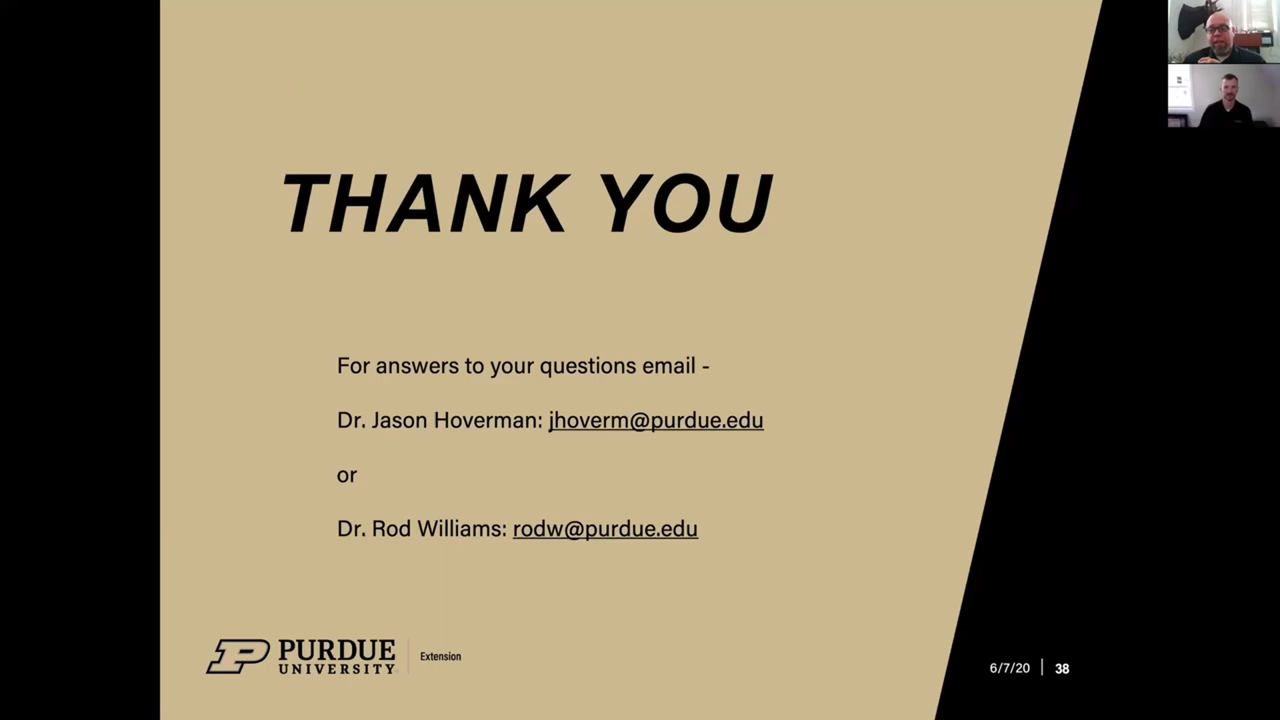 THANK YOU
For answers to your questions email -
Dr. Jason Hoverman: jhoverm@purdue.edu
or
Dr. Rod Williams: rodw@purdue.edu
PURDUE
UNIVERSITY
Extension
6/7/20 | 38